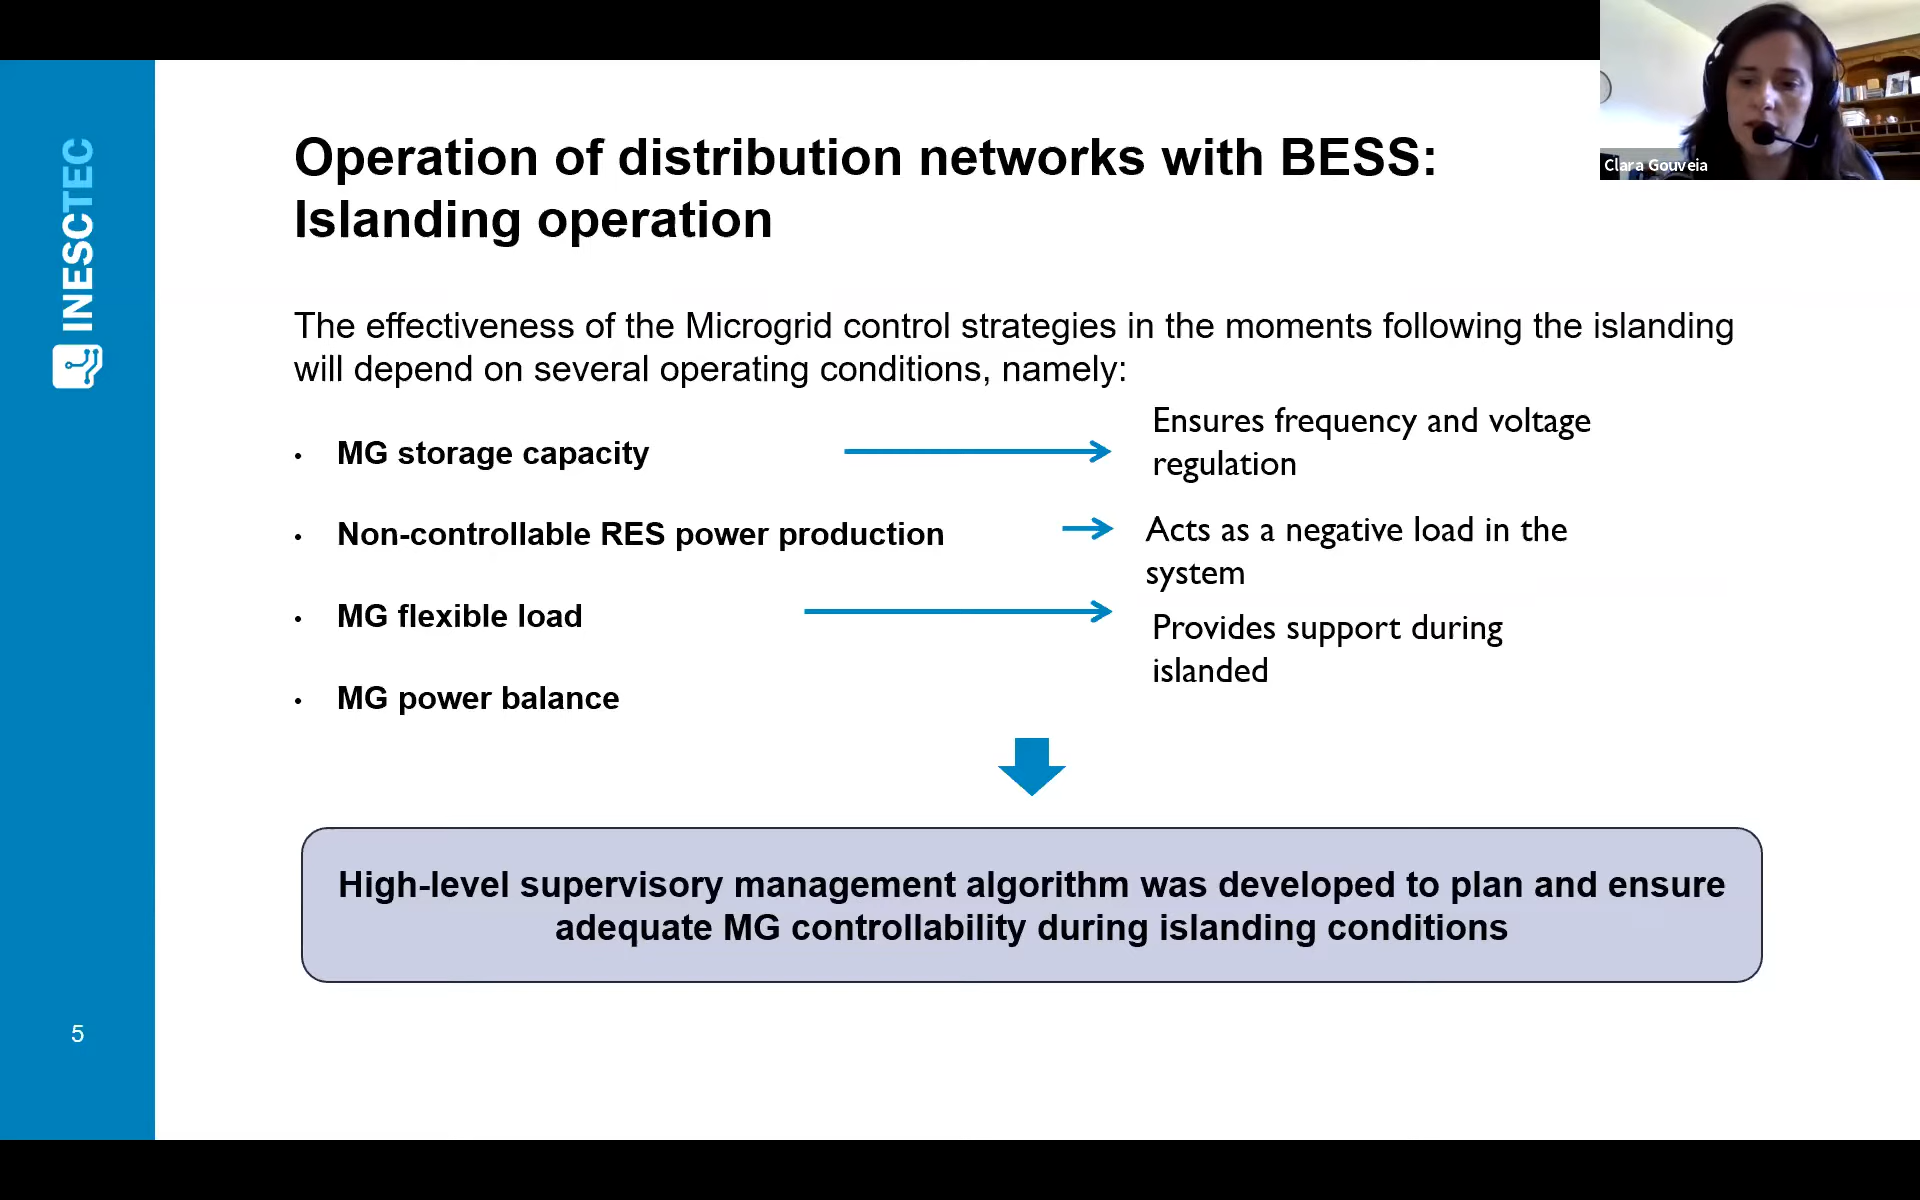 Clara Gouveia
INESCTEC
Operation of distribution networks with BESS:
Islanding operation
The effectiveness of the Microgrid control strategies in the moments following the islanding
will depend on several operating conditions, namely:
• MG storage capacity
Ensures frequency and voltage
regulation
• Non-controllable RES power production
Acts as a negative load in the
system
• MG flexible load
Provides support during
islanded
• MG power balance
High-level supervisory management algorithm was developed to plan and ensure
adequate MG controllability during islanding conditions
5